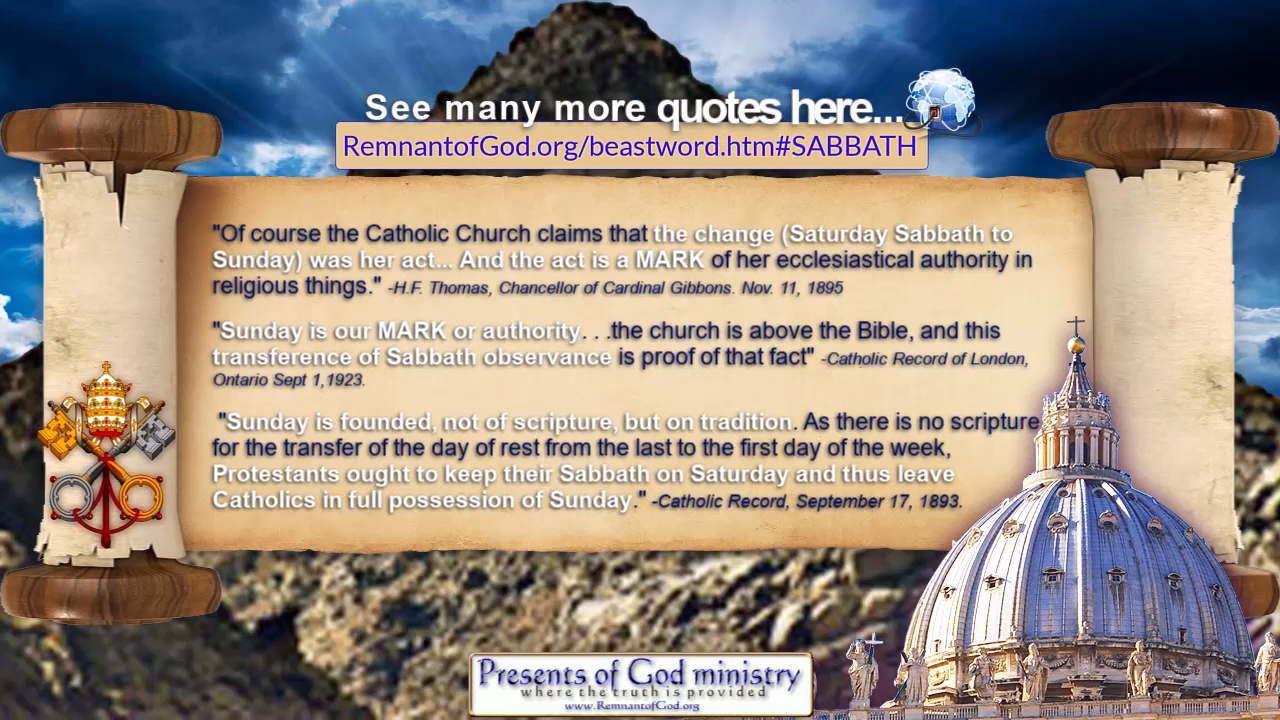 See many more quotes here...
RemnantofGod.org/beastword.htm#SABBATH
"Of course the Catholic Church claims that the change (Saturday Sabbath to
Sunday) was her act... And the act is a MARK of her ecclesiastical authority in
religious things." -H.F. Thomas, Chancellor of Cardinal Gibbons. Nov. 11, 1895
"Sunday is our MARK or authority. . .the church is above the Bible, and this
transference of Sabbath observance is proof of that fact" -Catholic Record of London,
Ontario Sept 1,1923.
"Sunday is founded, not of scripture, but on tradition. As there is no scripture
for the transfer of the day of rest from the last to the first day of the week,
Protestants ought to keep their Sabbath on Saturday and thus leave
Catholics in full possession of Sunday." -Catholic Record, September 17, 1893.
Presents of God ministry
where the truth is provided
www.RemnantofGod.org